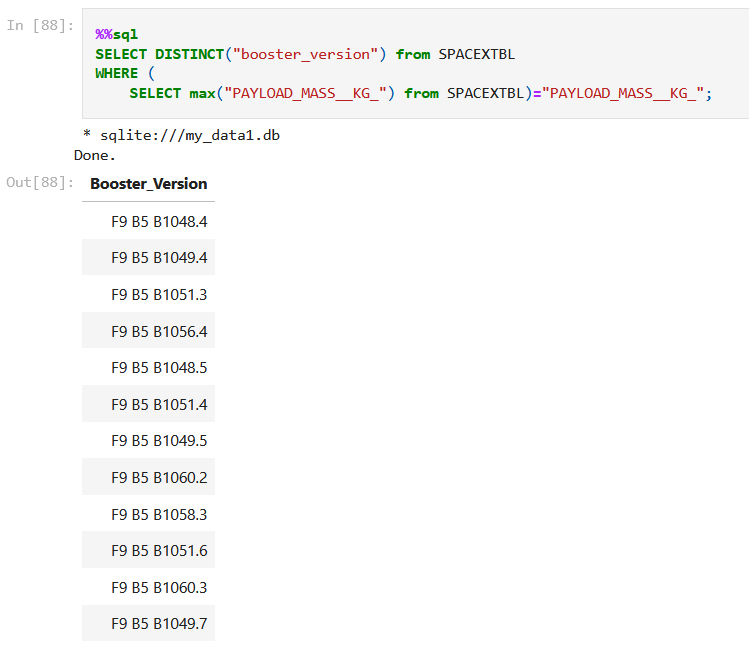 In [88]:
%%sql
SELECT DISTINCT("booster_version") from SPACEXTBL
WHERE (
    SELECT max("PAYLOAD_MASS__KG_") from SPACEXTBL)="PAYLOAD_MASS__KG_";
* sqlite:///my_data1.db
Done.
Out[88]:
Booster_Version
F9 B5 B1048.4
F9 B5 B1049.4
F9 B5 B1051.3
F9 B5 B1056.4
F9 B5 B1048.5
F9 B5 B1051.4
F9 B5 B1049.5
F9 B5 B1060.2
F9 B5 B1058.3
F9 B5 B1051.6
F9 B5 B1060.3
F9 B5 B1049.7